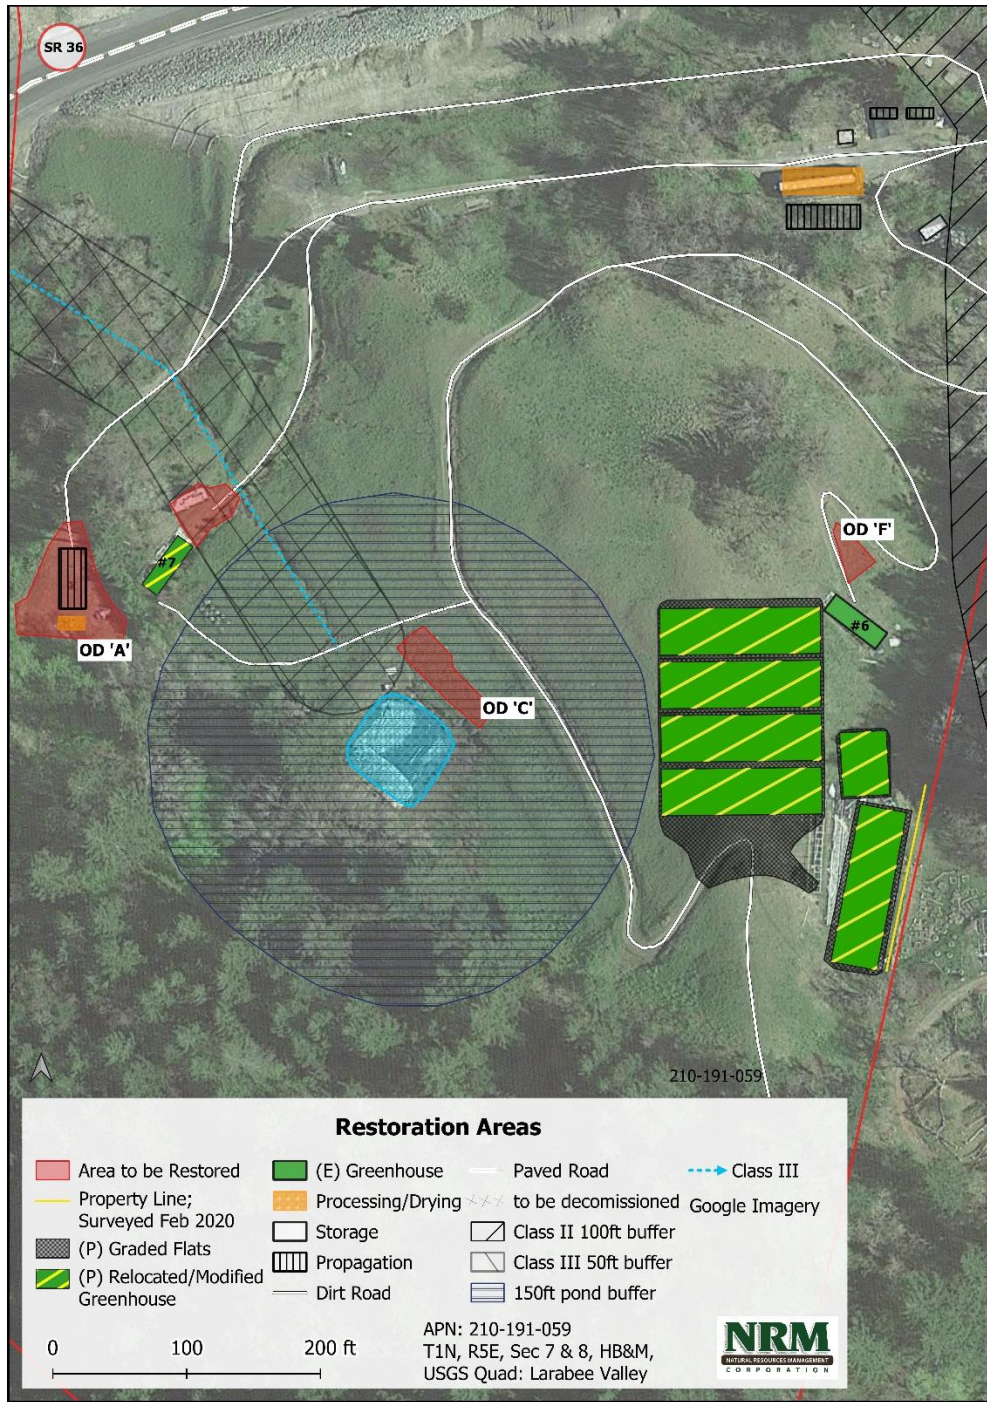 SR 36
#7
OD 'A'
OD 'C'
OD 'F'
#6
210-191-059
Restoration Areas
Area to be Restored
Property Line;
Surveyed Feb 2020
(P) Graded Flats
(P) Relocated/Modified
Greenhouse
(E) Greenhouse
Processing/Drying
Storage
Propagation
Dirt Road
Paved Road
to be decomissioned
Class II 100ft buffer
Class III 50ft buffer
150ft pond buffer
Class III
Google Imagery
0 100 200 ft
APN: 210-191-059
T1N, R5E, Sec 7 & 8, HB&M,
USGS Quad: Larabee Valley
NRM
NATURAL RESOURCES MANAGEMENT
CORPORATION